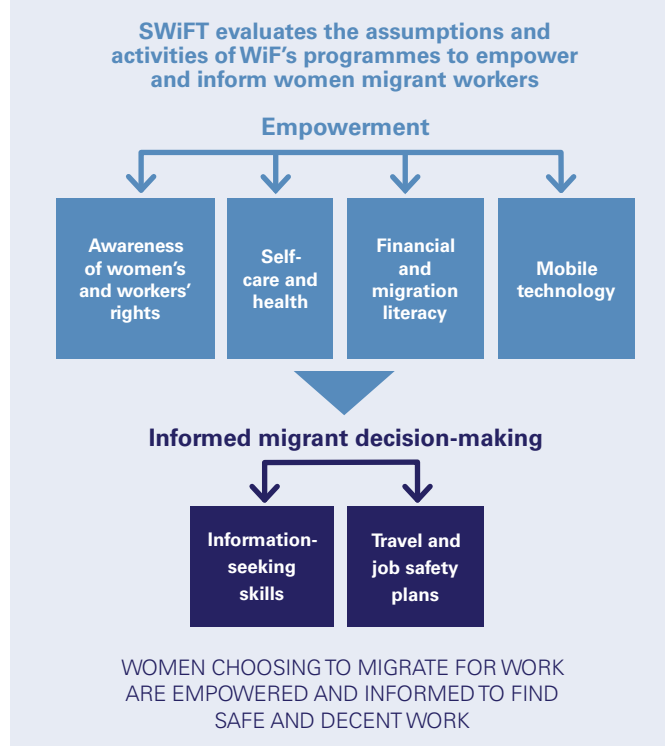 SWiFT evaluates the assumptions and
activities of WiF's programmes to empower
and inform women migrant workers
Empowerment
Awareness
of women's
and workers'
rights
Self-
care and
health
Financial
and
migration
literacy
Mobile
technology
Informed migrant decision-making
Information-
seeking
skills
Travel and
job safety
plans
WOMEN CHOOSING TO MIGRATE FOR WORK
ARE EMPOWERED AND INFORMED TO FIND
SAFE AND DECENT WORK